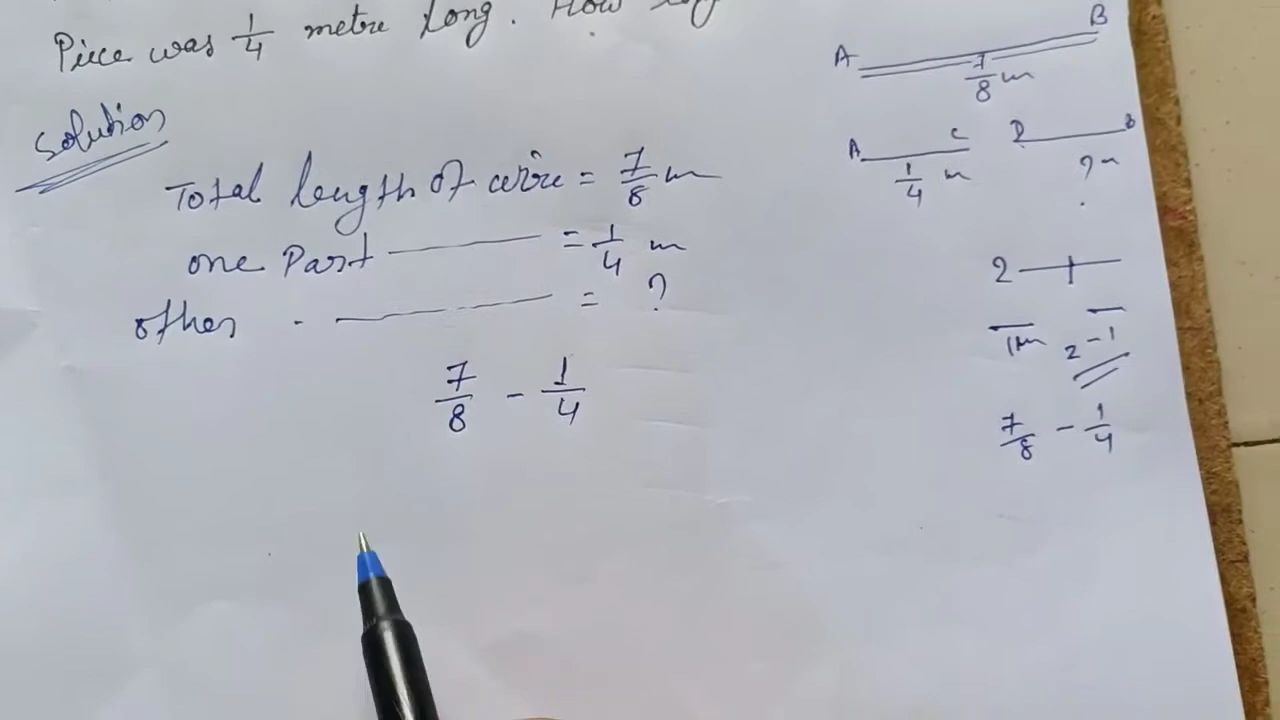 Piece was 1/4 metre long. How
Solution
Total length of wire = 7/8 m
one Part = 1/4 m
other = ?
7/8 - 1/4
A B
7/8 m
A C D B
1/4 m ? m
2
1m 2-1
7/8 - 1/4